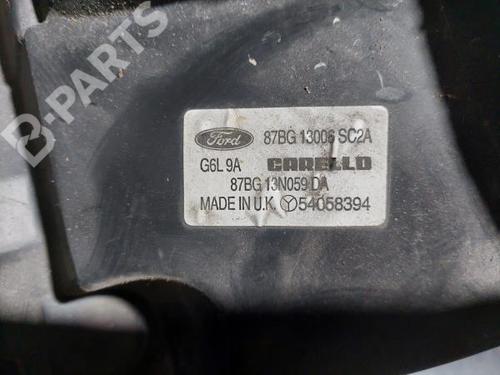 B-PARTS
Ford 87BG 13006 SC2A
G6L 9A CARELLO
87BG 13N059 DA
MADE IN U.K. 54058394